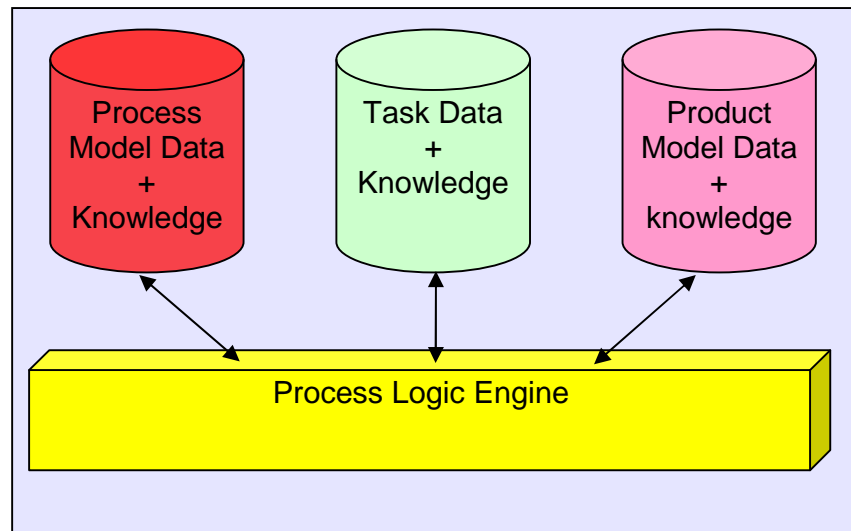 Process
Model Data
+
Knowledge
Task Data
+
Knowledge
Product
Model Data
+
knowledge
Process Logic Engine